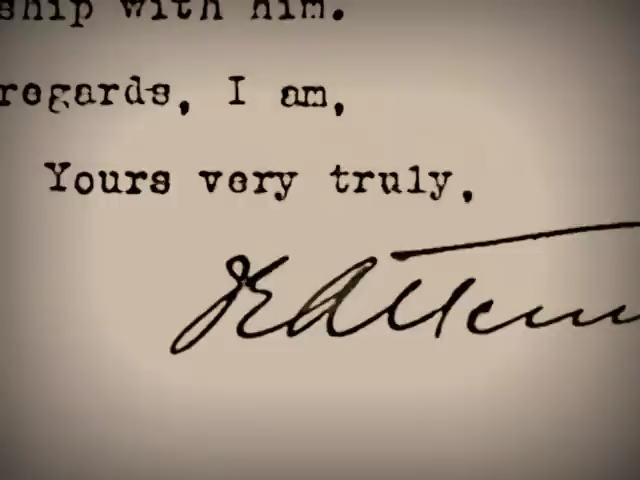 ship with him.
regards, I am,
Yours very truly,